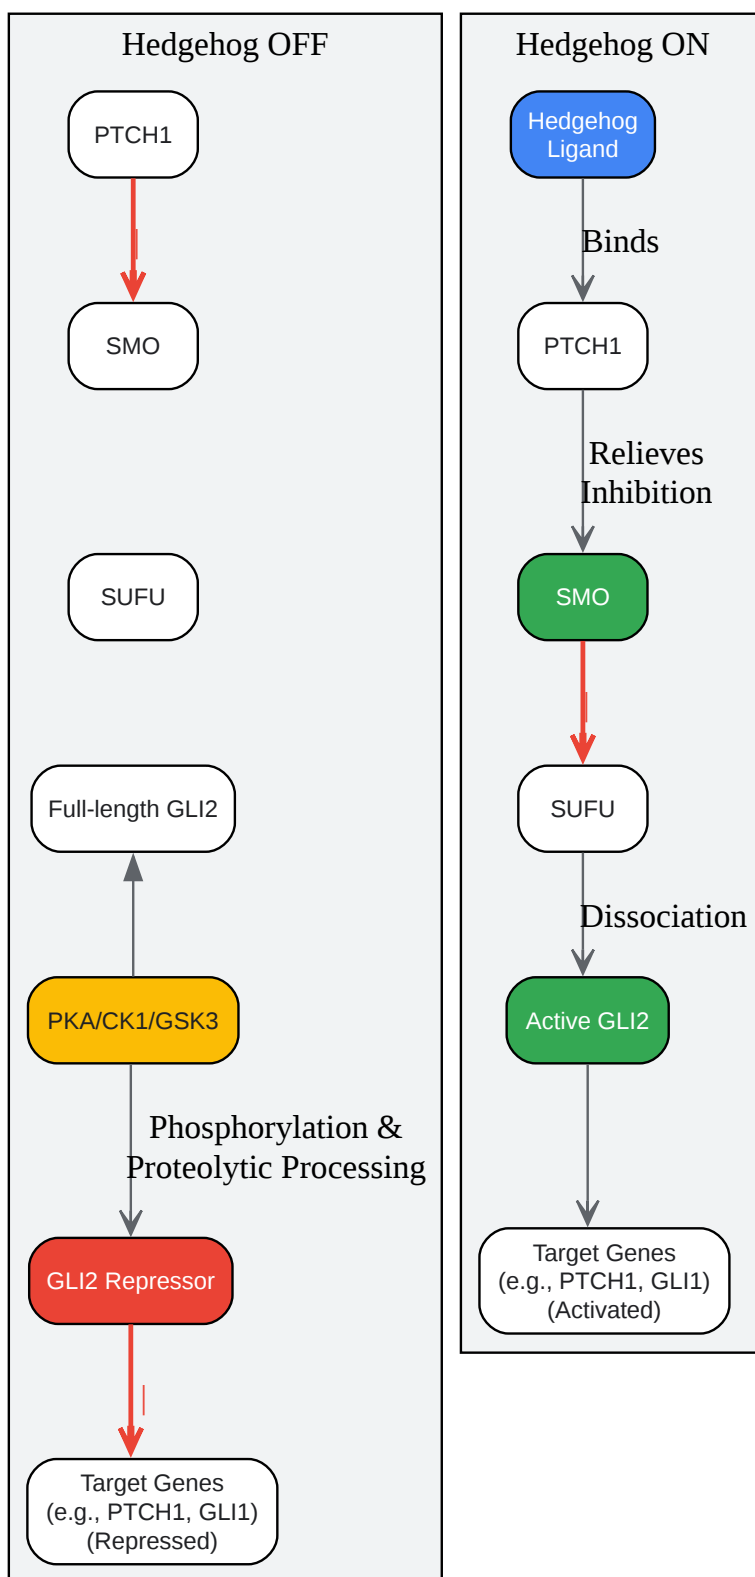 Hedgehog OFF
PTCH1
SMO
SUFU
Full-length GLI2
PKA/CK1/GSK3
Phosphorylation &
Proteolytic Processing
GLI2 Repressor
Target Genes
(e.g., PTCH1, GLI1)
(Repressed)
Hedgehog ON
Hedgehog
Ligand
Binds
PTCH1
Relieves
Inhibition
SMO
SUFU
Dissociation
Active GLI2
Target Genes
(e.g., PTCH1, GLI1)
(Activated)